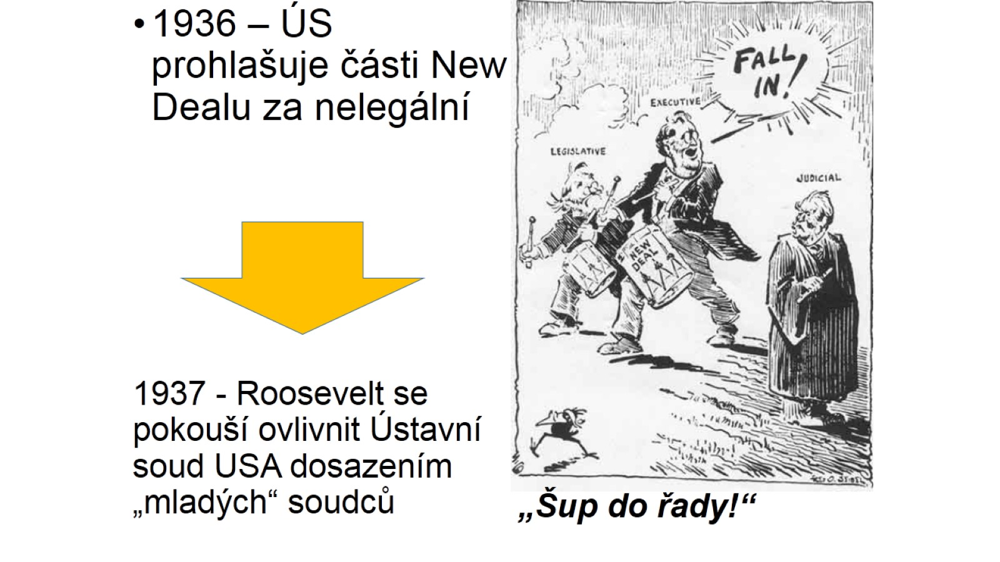 • 1936 – ÚS
prohlašuje části New
Dealu za nelegální
1937 - Roosevelt se
pokouší ovlivnit Ústavní
soud USA dosazením
„mladých“ soudců
FALL
IN!
EXECUTIVE
LEGISLATIVE
JUDICIAL
NEW
DEAL
„Šup do řady!“